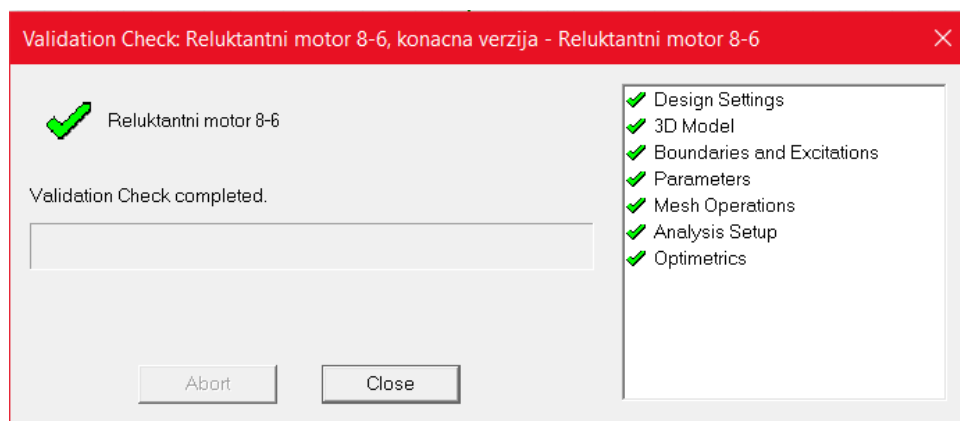 Validation Check: Reluktantni motor 8-6, konacna verzija - Reluktantni motor 8-6
Reluktantni motor 8-6
Validation Check completed.
Abort
Close
Design Settings
3D Model
Boundaries and Excitations
Parameters
Mesh Operations
Analysis Setup
Optimetrics